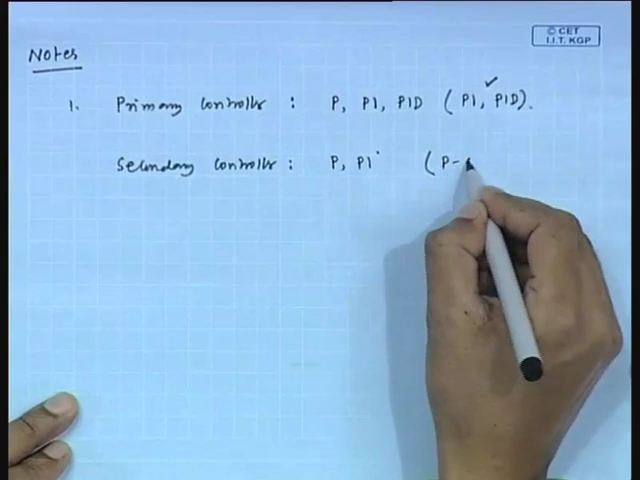 © CET
I.I.T. KGP
Notes
1. Primary controller : P, PI, PID (PI, PID).
Secondary controller : P, PI (P-